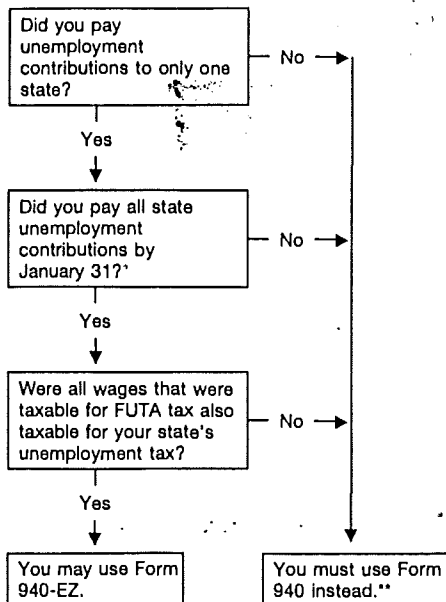 Did you pay
unemployment
contributions to only one
state?
No
Yes
Did you pay all state
unemployment
contributions by
January 31?*
No
Yes
Were all wages that were
taxable for FUTA tax also
taxable for your state's
unemployment tax?
No
Yes
You may use Form
940-EZ.
You must use Form
940 instead.**